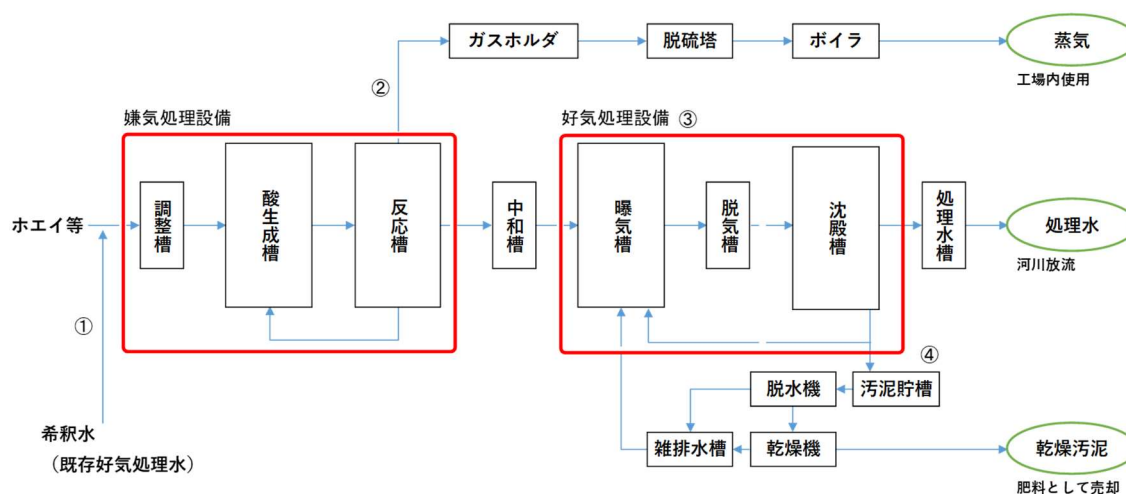 ガスホルダ
脱硫塔
ボイラ
蒸気
工場内使用
②
嫌気処理設備
好気処理設備 ③
ホエイ等
調整槽
酸生成槽
反応槽
中和槽
曝気槽
脱気槽
沈殿槽
処理水槽
処理水
河川放流
①
④
脱水機
汚泥貯槽
希釈水
(既存好気処理水)
雑排水槽
乾燥機
乾燥汚泥
肥料として売却